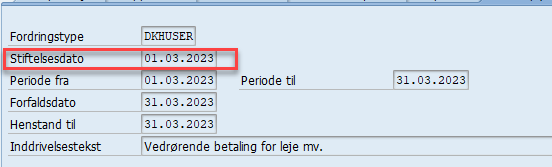 Fordringstype DKHUSER
Stiftelsesdato 01.03.2023
Periode fra 01.03.2023 Periode til 31.03.2023
Forfaldsdato 31.03.2023
Henstand til 31.03.2023
Inddrivelsestekst Vedrørende betaling for leje mv.